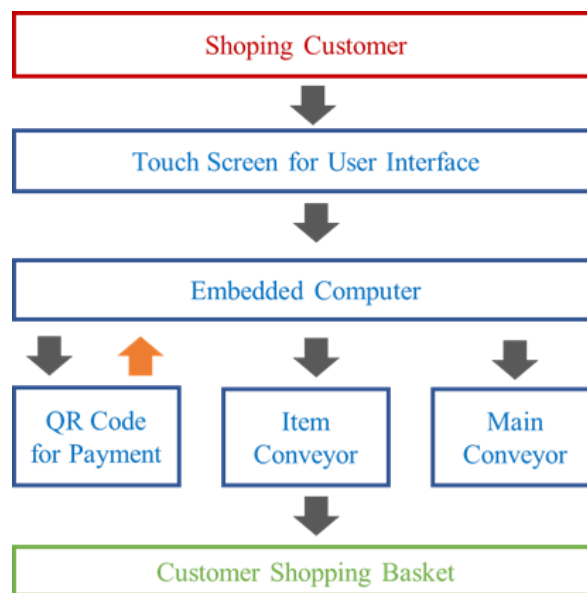 Shoping Customer
Touch Screen for User Interface
Embedded Computer
QR Code
for Payment
Item
Conveyor
Main
Conveyor
Customer Shopping Basket